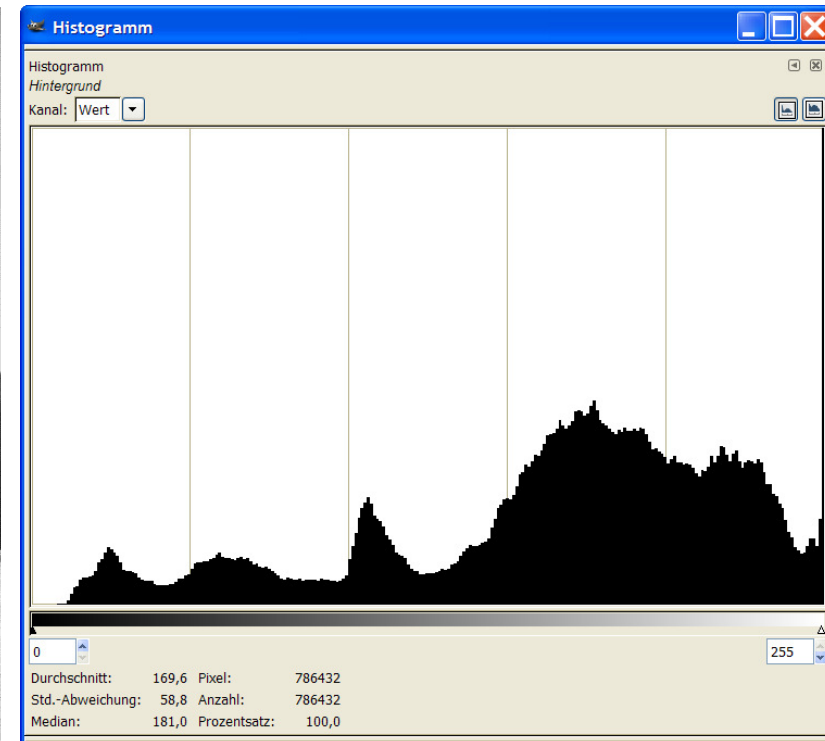 Histogramm
Histogramm
Hintergrund
Kanal: Wert
0 255
Durchschnitt: 169,6 Pixel: 786432
Std.-Abweichung: 58,8 Anzahl: 786432
Median: 181,0 Prozentsatz: 100,0